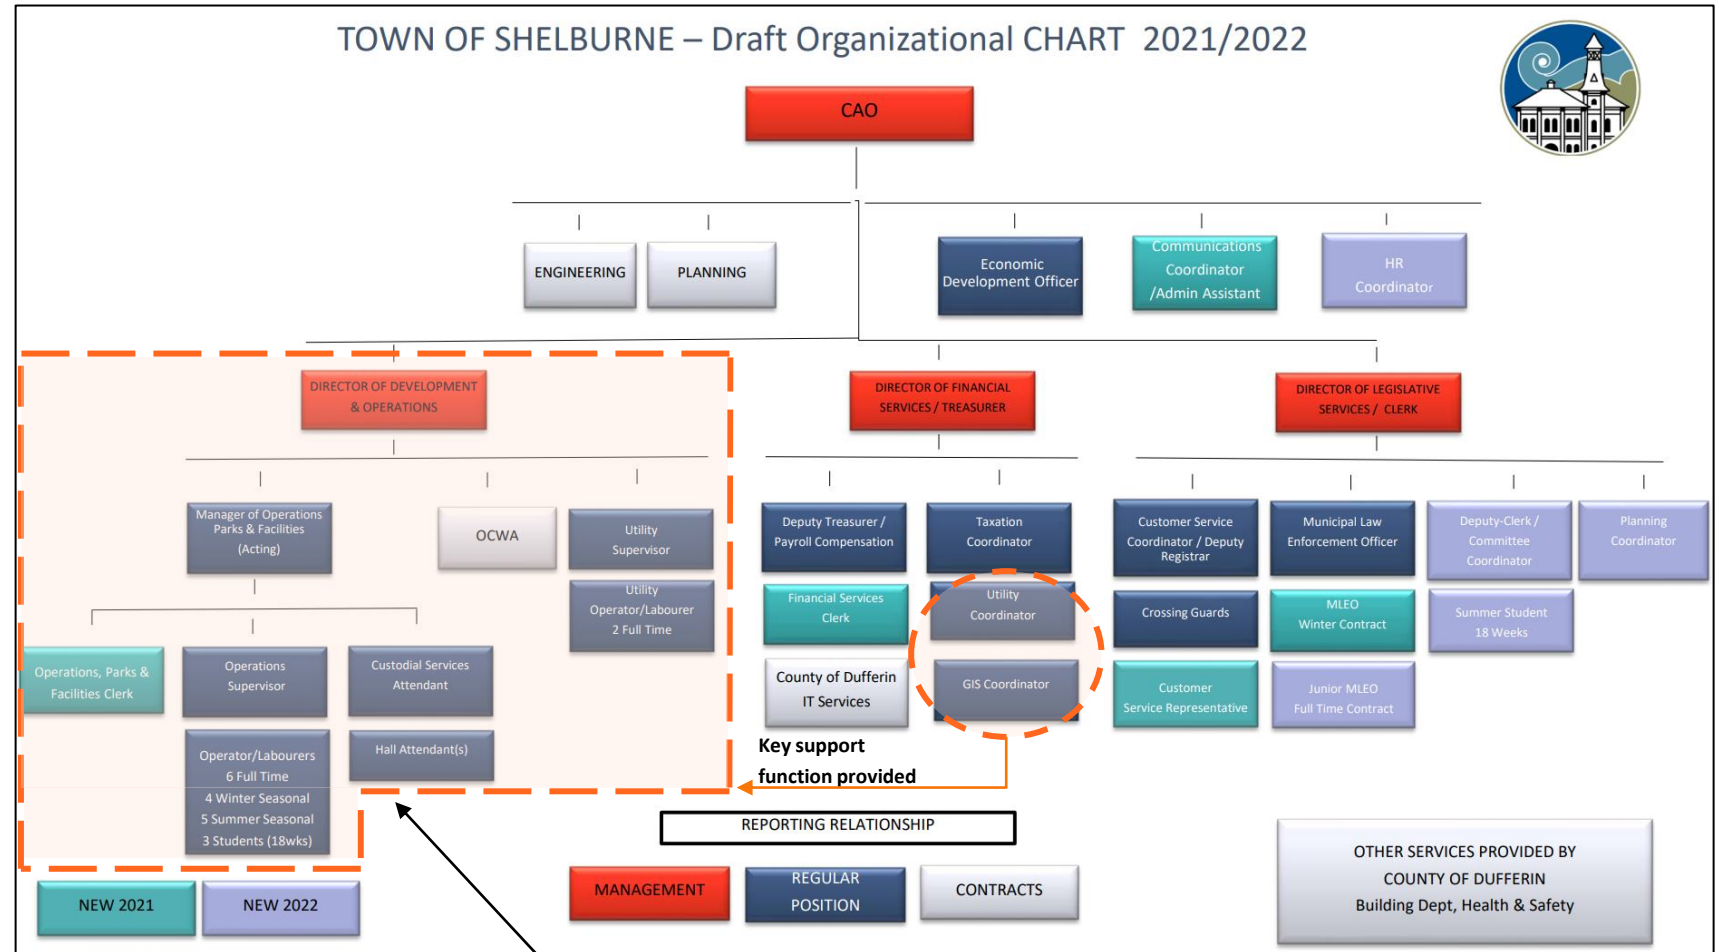 TOWN OF SHELBURNE – Draft Organizational CHART 2021/2022
CAO
ENGINEERING
PLANNING
Economic
Development Officer
Communications
Coordinator
/Admin Assistant
HR
Coordinator
DIRECTOR OF DEVELOPMENT
& OPERATIONS
DIRECTOR OF FINANCIAL
SERVICES / TREASURER
DIRECTOR OF LEGISLATIVE
SERVICES / CLERK
Manager of Operations
Parks & Facilities
(Acting)
OCWA
Utility
Supervisor
Utility
Operator/Labourer
2 Full Time
Operations, Parks &
Facilities Clerk
Operations
Supervisor
Custodial Services
Attendant
Operator/Labourers
6 Full Time
4 Winter Seasonal
5 Summer Seasonal
3 Students (18wks)
Hall Attendant(s)
Deputy Treasurer /
Payroll Compensation
Taxation
Coordinator
Financial Services
Clerk
Utility
Coordinator
County of Dufferin
IT Services
GIS Coordinator
Customer Service
Coordinator / Deputy
Registrar
Municipal Law
Enforcement Officer
Deputy-Clerk /
Committee
Coordinator
Planning
Coordinator
Crossing Guards
MLEO
Winter Contract
Summer Student
18 Weeks
Customer
Service Representative
Junior MLEO
Full Time Contract
Key support
function provided
REPORTING RELATIONSHIP
NEW 2021
NEW 2022
MANAGEMENT
REGULAR
POSITION
CONTRACTS
OTHER SERVICES PROVIDED BY
COUNTY OF DUFFERIN
Building Dept, Health & Safety